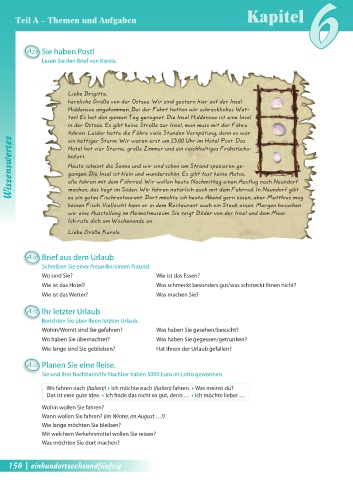 Teil A – Themen und Aufgaben
Kapitel 6
Wissenswertes
Sie haben Post!
Lesen Sie den Brief von Karola.
Liebe Brigitte,
herzliche Grüße von der Ostsee. Wir sind gestern hier auf der Insel
Hiddensee angekommen. Bei der Fahrt hatten wir schreckliches Wet-
ter! Es hat den ganzen Tag geregnet. Die Insel Hiddensee ist eine Insel
in der Ostsee. Es gibt keine Straße zur Insel, man muss mit der Fähre
fahren. Leider hatte die Fähre viele Stunden Verspätung, denn es war
ein heftiger Sturm. Wir waren erst um 23.00 Uhr im Hotel Post. Das
Hotel hat vier Sterne, große Zimmer und ein reichhaltiges Frühstücks-
büfett.
Heute scheint die Sonne und wir sind schon am Strand spazieren ge-
gangen. Die Insel ist klein und wunderschön. Es gibt fast keine Autos,
alle fahren mit dem Fahrrad. Wir wollen heute Nachmittag einen Ausflug nach Neuendorf
machen, das liegt im Süden. Wir fahren natürlich auch mit dem Fahrrad. In Neuendorf gibt
es ein gutes Fischrestaurant. Dort möchte ich heute Abend gern essen, aber Matthias mag
keinen Fisch. Vielleicht kann er in dem Restaurant auch ein Steak essen. Morgen besuchen
wir eine Ausstellung im Heimatmuseum. Sie zeigt Bilder von der Insel und dem Meer.
Ich rufe dich am Wochenende an.
Liebe Grüße Karola
Brief aus dem Urlaub
Schreiben Sie einer Freundin/einem Freund.
Wo sind Sie? Wie ist das Essen?
Wie ist das Hotel? Was schmeckt besonders gut/was schmeckt Ihnen nicht?
Wie ist das Wetter? Was machen Sie?
Ihr letzter Urlaub
Berichten Sie über Ihren letzten Urlaub.
Wohin/Womit sind Sie gefahren? Was haben Sie gesehen/besucht?
Wo haben Sie übernachtet? Was haben Sie gegessen/getrunken?
Wie lange sind Sie geblieben? Hat Ihnen der Urlaub gefallen?
Planen Sie eine Reise.
Sie und Ihre Nachbarin/Ihr Nachbar haben 5000 Euro im Lotto gewonnen.
Wir fahren nach (Italien)! • Ich möchte nach (Italien) fahren. • Was meinst du?
Das ist eine gute Idee. • Ich finde das nicht so gut, denn … • Ich möchte lieber …
Wohin wollen Sie fahren?
Wann wollen Sie fahren? (im Winter, im August …?)
Wie lange möchten Sie bleiben?
Mit welchem Verkehrsmittel wollen Sie reisen?
Was möchten Sie dort machen?
156 | einhundertsechsundfünfzig